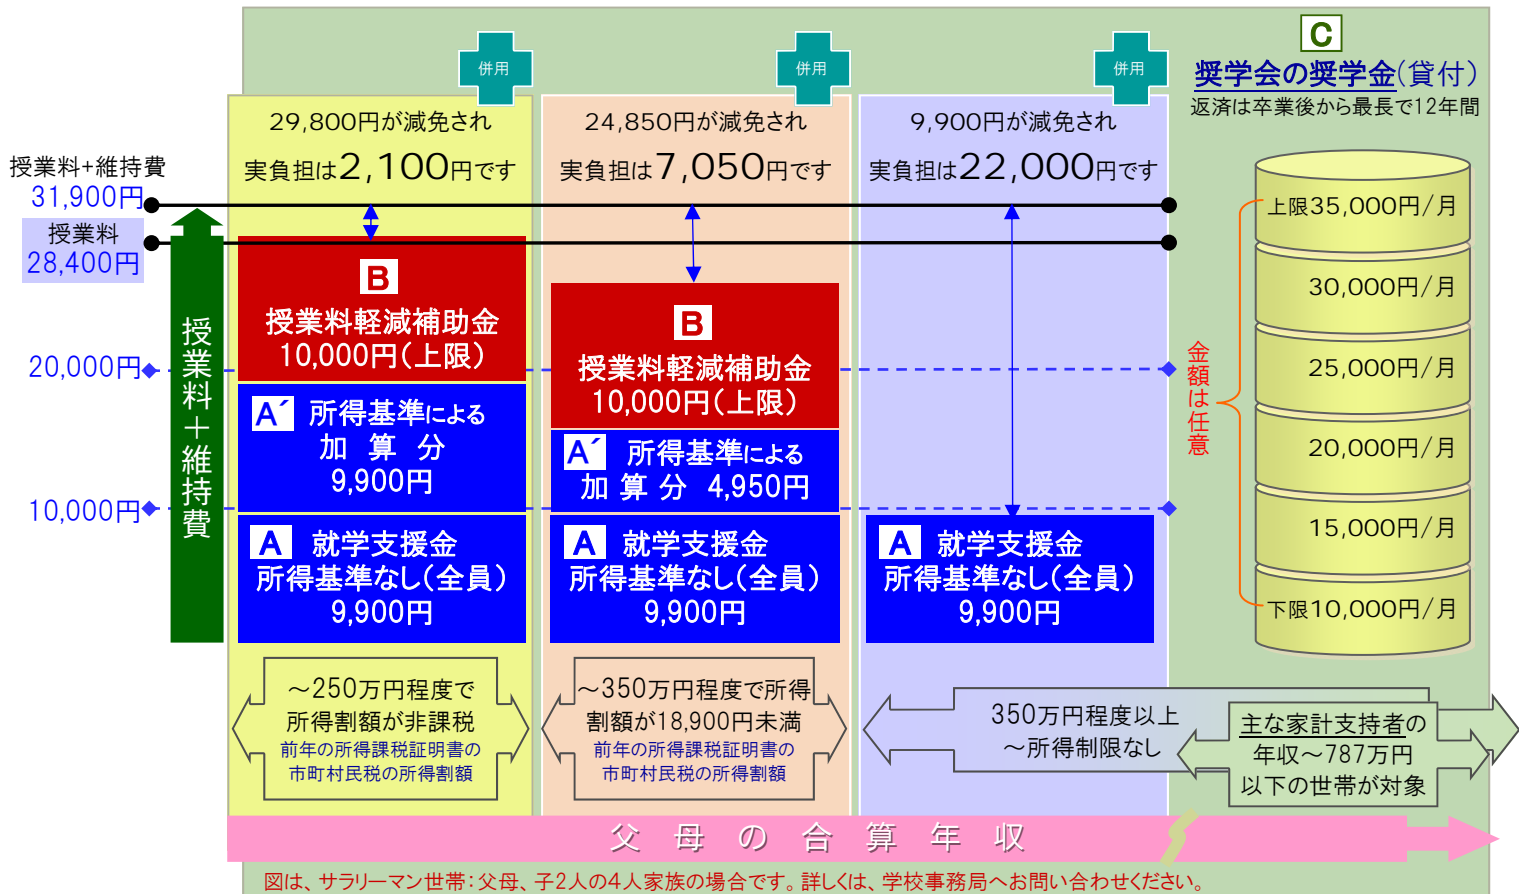 C
奨学会の奨学金(貸付)
返済は卒業後から最長で12年間
併用
併用
併用
29,800円が減免され
実負担は2,100円です
24,850円が減免され
実負担は7,050円です
9,900円が減免され
実負担は22,000円です
授業料+維持費
31,900円
授業料
28,400円
20,000円
10,000円
授業料＋維持費
B
授業料軽減補助金
10,000円(上限)
A´ 所得基準による
加 算 分
9,900円
A 就学支援金
所得基準なし(全員)
9,900円
B
授業料軽減補助金
10,000円(上限)
A´ 所得基準による
加 算 分 4,950円
A 就学支援金
所得基準なし(全員)
9,900円
A 就学支援金
所得基準なし(全員)
9,900円
金額は任意
上限35,000円/月
30,000円/月
25,000円/月
20,000円/月
15,000円/月
下限10,000円/月
～250万円程度で
所得割額が非課税
前年の所得課税証明書の
市町村民税の所得割額
～350万円程度で所得
割額が18,900円未満
前年の所得課税証明書の
市町村民税の所得割額
350万円程度以上
～所得制限なし
主な家計支持者の
年収～787万円
以下の世帯が対象
父 母 の 合 算 年 収
図は、サラリーマン世帯：父母、子2人の4人家族の場合です。詳しくは、学校事務局へお問い合わせください。